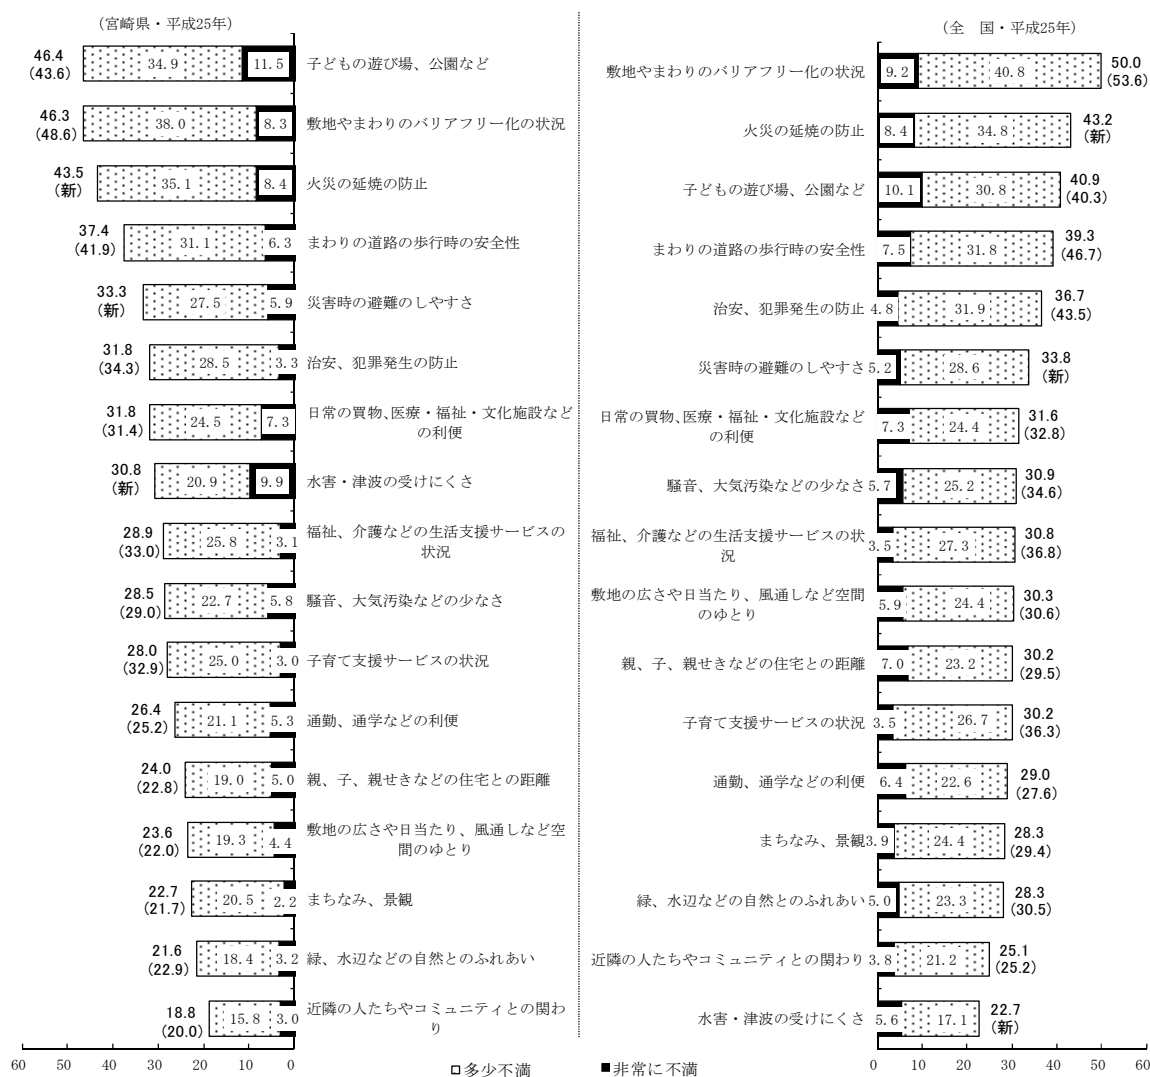 （宮崎県・平成25年）
46.4
(43.6)
34.9
11.5
子どもの遊び場、公園など
46.3
(48.6)
38.0
8.3
敷地やまわりのバリアフリー化の状況
43.5
(新)
35.1
8.4
火災の延焼の防止
37.4
(41.9)
31.1
6.3
まわりの道路の歩行時の安全性
33.3
(新)
27.5
5.9
災害時の避難のしやすさ
31.8
(34.3)
28.5
3.3
治安、犯罪発生の防止
31.8
(31.4)
24.5
7.3
日常の買物、医療・福祉・文化施設など
の利便
30.8
(新)
20.9
9.9
水害・津波の受けにくさ
28.9
(33.0)
25.8
3.1
福祉、介護などの生活支援サービスの
状況
28.5
(29.0)
22.7
5.8
騒音、大気汚染などの少なさ
28.0
(32.9)
25.0
3.0
子育て支援サービスの状況
26.4
(25.2)
21.1
5.3
通勤、通学などの利便
24.0
(22.8)
19.0
5.0
親、子、親せきなどの住宅との距離
23.6
(22.0)
19.3
4.4
敷地の広さや日当たり、風通しなど空
間のゆとり
22.7
(21.7)
20.5
2.2
まちなみ、景観
21.6
(22.9)
18.4
3.2
緑、水辺などの自然とのふれあい
18.8
(20.0)
15.8
3.0
近隣の人たちやコミュニティとの関わ
り
60 50 40 30 20 10 0
（全　国・平成25年）
敷地やまわりのバリアフリー化の状況
9.2
40.8
50.0
(53.6)
火災の延焼の防止
8.4
34.8
43.2
(新)
子どもの遊び場、公園など
10.1
30.8
40.9
(40.3)
まわりの道路の歩行時の安全性
7.5
31.8
39.3
(46.7)
治安、犯罪発生の防止
4.8
31.9
36.7
(43.5)
災害時の避難のしやすさ
5.2
28.6
33.8
(新)
日常の買物、医療・福祉・文化施設など
の利便
7.3
24.4
31.6
(32.8)
騒音、大気汚染などの少なさ
5.7
25.2
30.9
(34.6)
福祉、介護などの生活支援サービスの状
況
3.5
27.3
30.8
(36.8)
敷地の広さや日当たり、風通しなど空間
のゆとり
5.9
24.4
30.3
(30.6)
親、子、親せきなどの住宅との距離
7.0
23.2
30.2
(29.5)
子育て支援サービスの状況
3.5
26.7
30.2
(36.3)
通勤、通学などの利便
6.4
22.6
29.0
(27.6)
まちなみ、景観
3.9
24.4
28.3
(29.4)
緑、水辺などの自然とのふれあい
5.0
23.3
28.3
(30.5)
近隣の人たちやコミュニティとの関わり
3.8
21.2
25.1
(25.2)
水害・津波の受けにくさ
5.6
17.1
22.7
(新)
0 10 20 30 40 50 60
多少不満
非常に不満